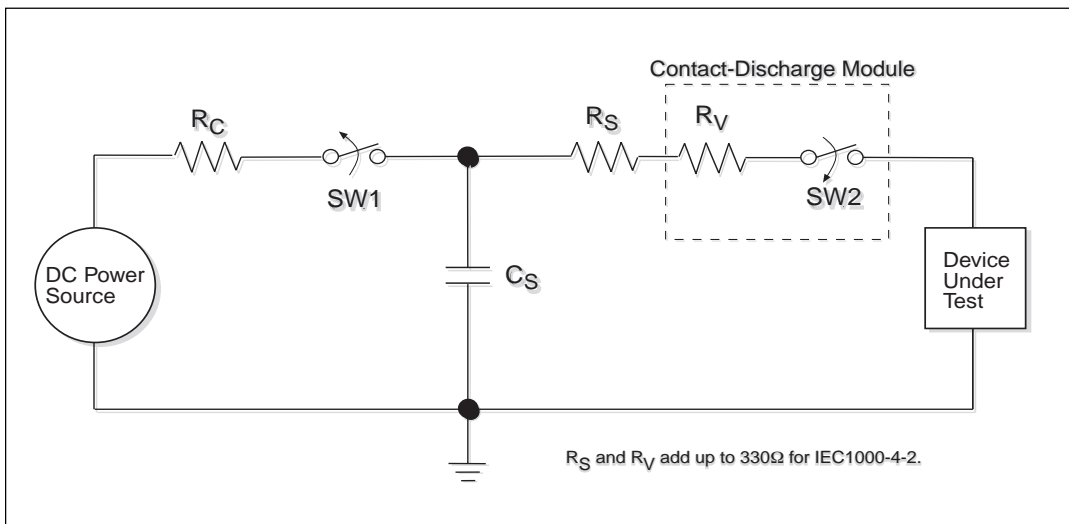 Contact-Discharge Module
RC
RS
RV
SW1
SW2
DC Power
Source
CS
Device
Under
Test
RS and RV add up to 330Ω for IEC1000-4-2.